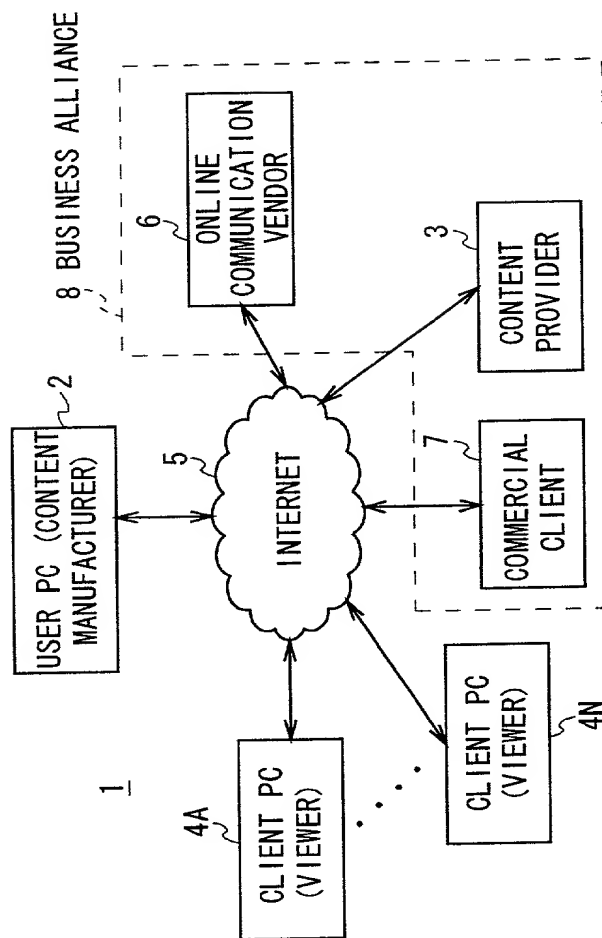 1
USER PC (CONTENT
MANUFACTURER)
2
8 BUSINESS ALLIANCE
6
ONLINE
COMMUNICATION
VENDOR
5
INTERNET
4A
CLIENT PC
(VIEWER)
CLIENT PC
(VIEWER)
4N
7
COMMERCIAL
CLIENT
3
CONTENT
PROVIDER